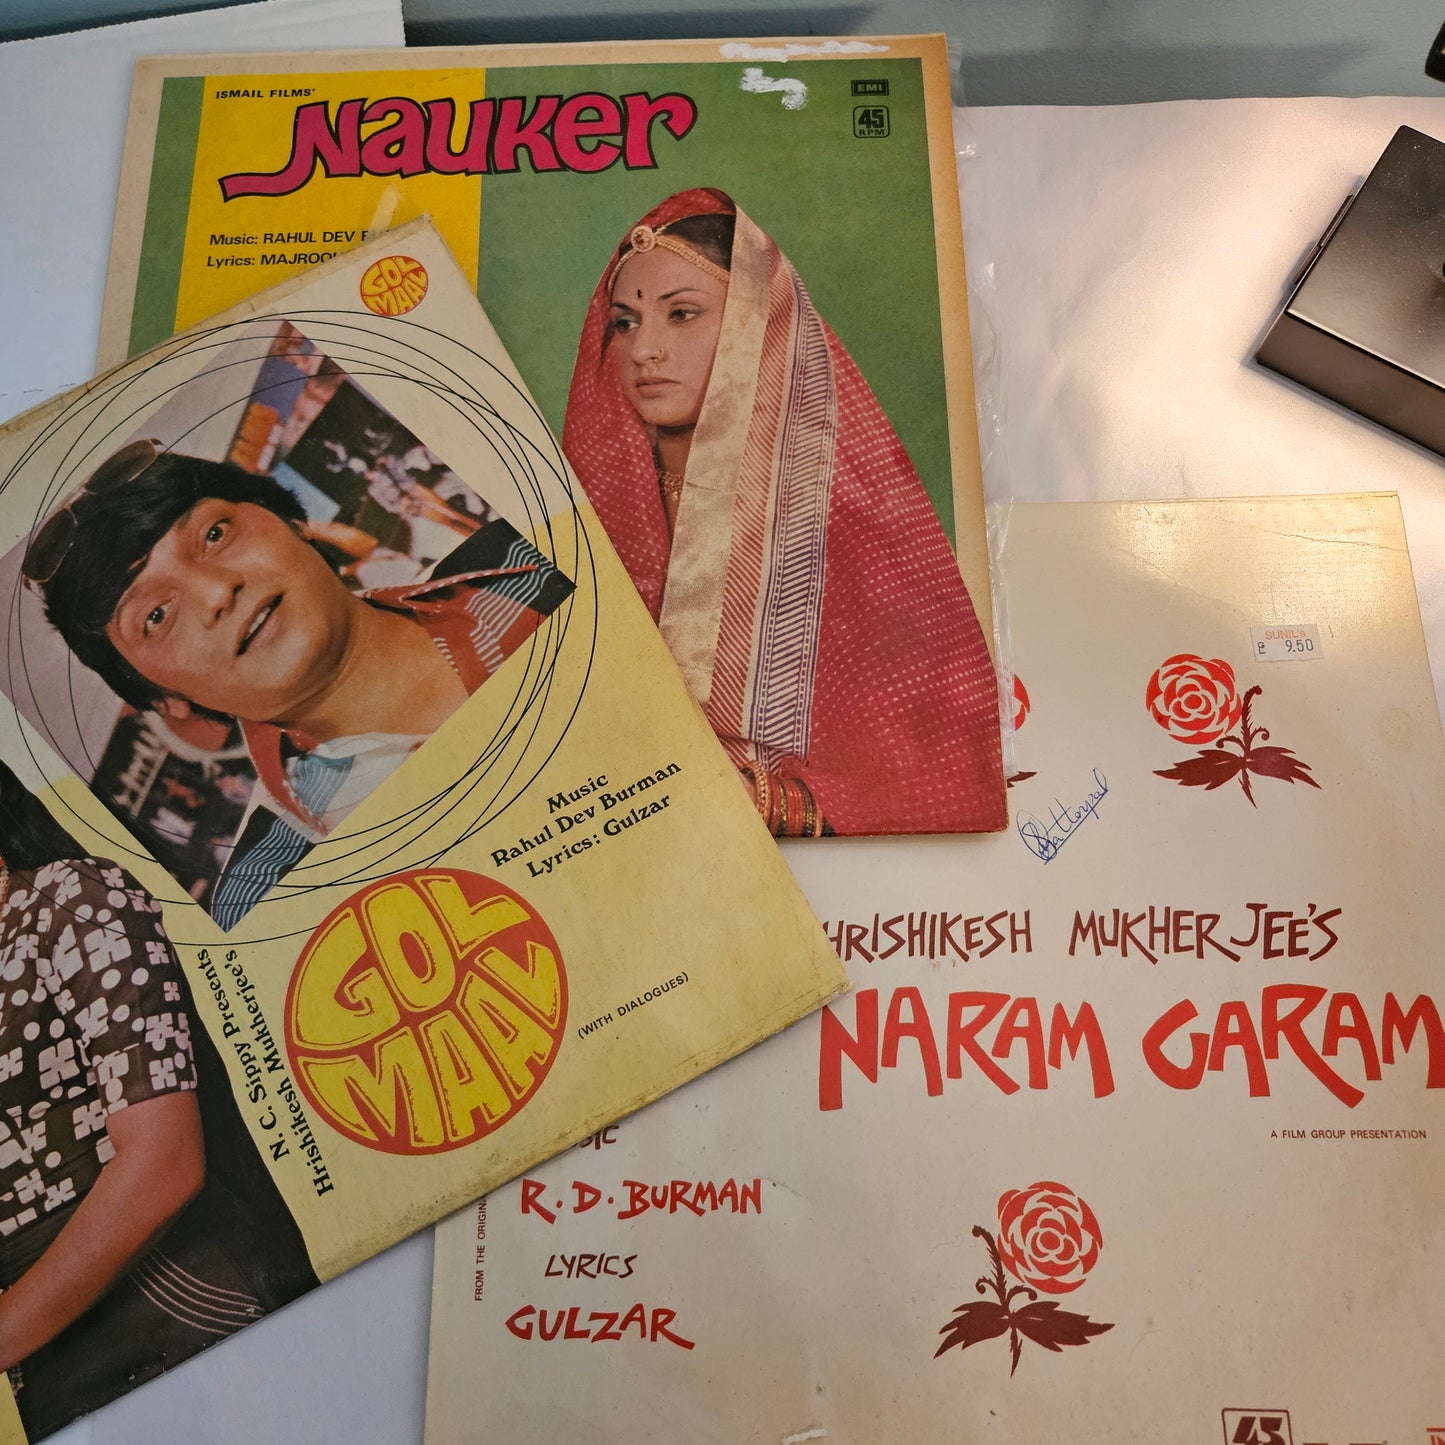 ISMAIL FILMS'
Nauker
EMI
45
RPM
Music: RAHUL DEV
Lyrics:
GOL
MAAL
Music
Rahul Dev Burman
Lyrics: Gulzar
GOL
MAAL
(WITH DIALOGUES)
N. C. Sippy Presents
Hrishikesh Mukherjee's
SUNIL's
£ 9.50
HRISHIKESH MUKHERJEE'S
NARAM GARAM
A FILM GROUP PRESENTATION
R.D.BURMAN
LYRICS
GULZAR
FROM THE
45